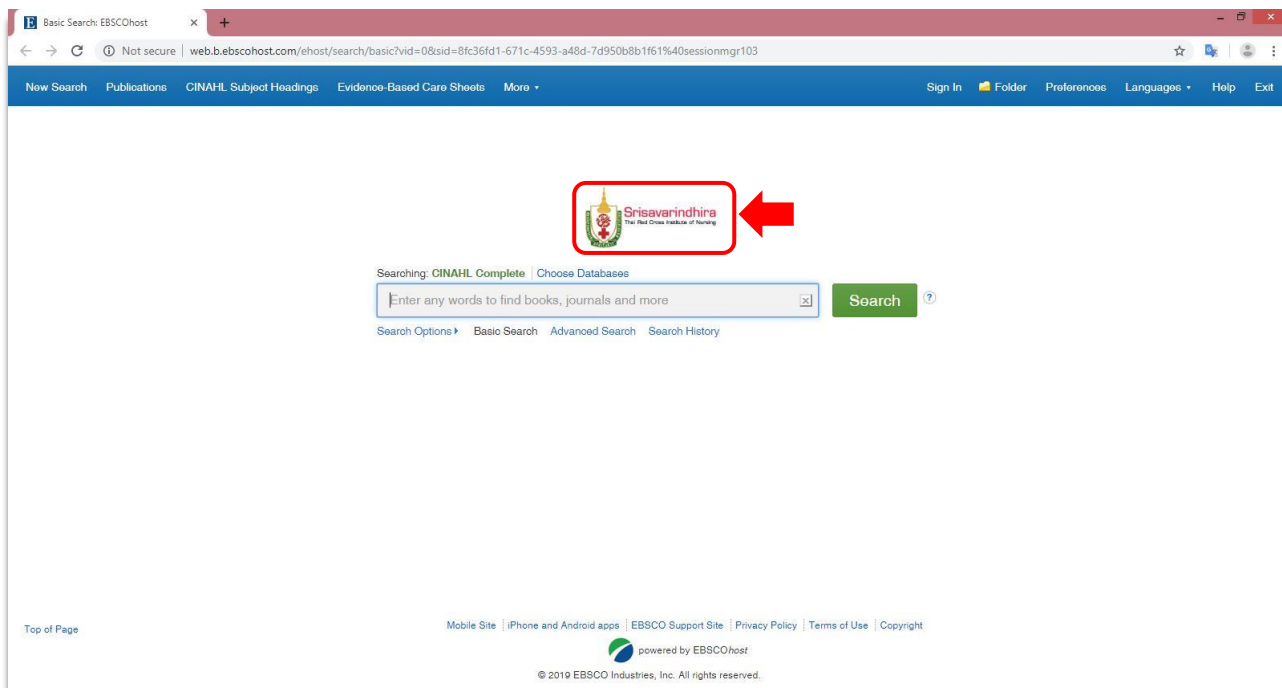 Basic Search: EBSCOhost
Not secure web.b.ebscohost.com/ehost/search/basic?vid=0&sid=8fc36fd1-671c-4593-a48d-7d950b8b1f61%40sessionmgr103
New Search Publications CINAHL Subject Headings Evidence-Based Care Sheets More Sign In Folder Preferences Languages Help Exit
Srisavarindhira
Thai Red Cross Institute of Nursing
Searching: CINAHL Complete Choose Databases
Enter any words to find books, journals and more Search ?
Search Options Basic Search Advanced Search Search History
Top of Page
Mobile Site iPhone and Android apps EBSCO Support Site Privacy Policy Terms of Use Copyright
powered by EBSCOhost
© 2019 EBSCO Industries, Inc. All rights reserved.